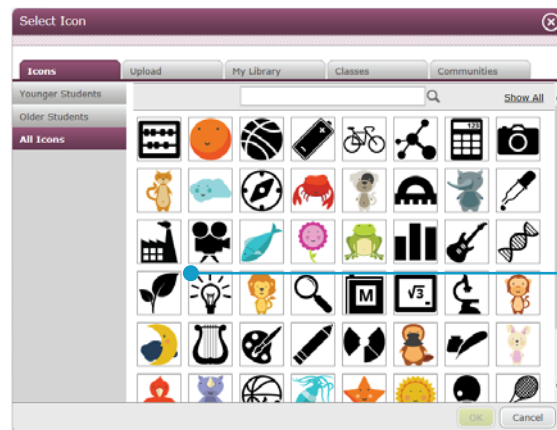 Select Icon
Icons
Upload
My Library
Classes
Communities
Younger Students
Older Students
All Icons
Show All
123
M
√3
OK
Cancel